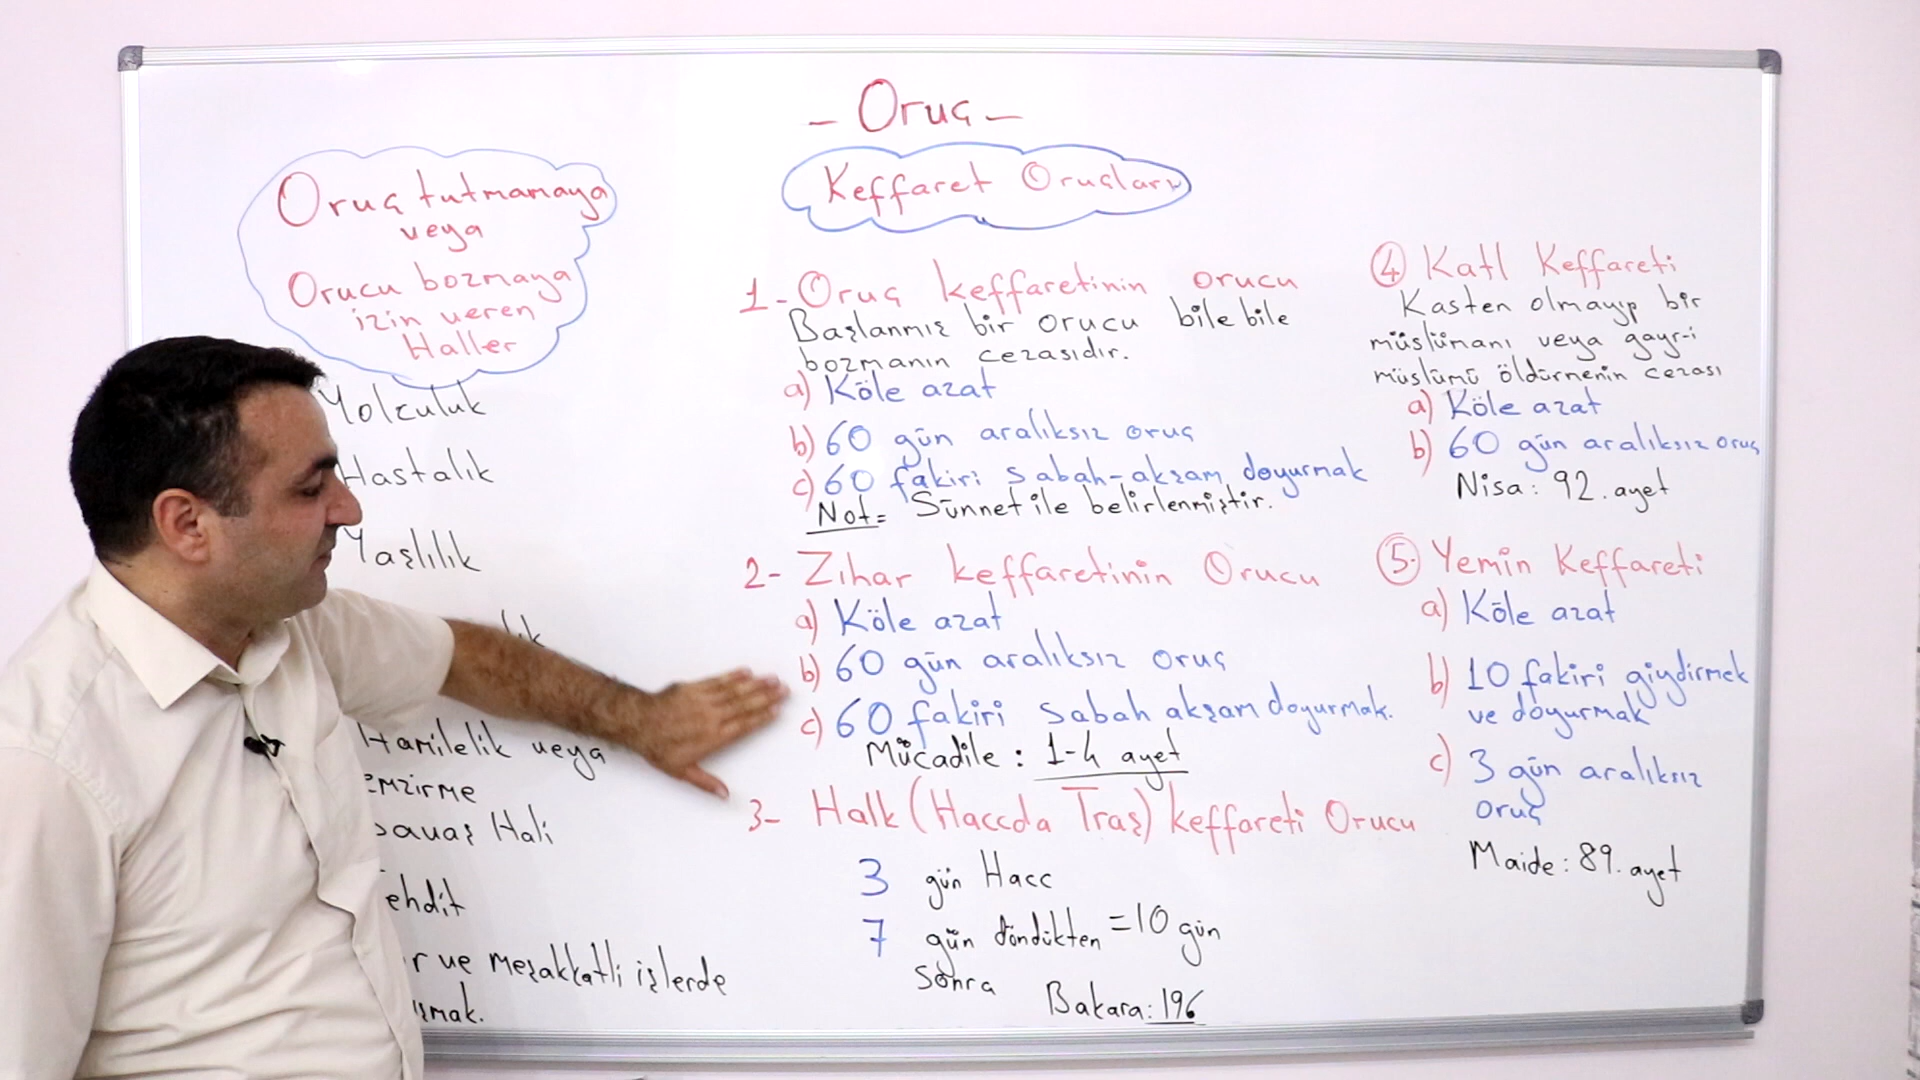 - Oruç -
Oruç tutmamaya
veya
Orucu bozmaya
izin veren
Haller
Yolculuk
Hastalık
Yaşlılık
Hamilelik veya
emzirme
Savaş Hali
ehdit
r ve meşakkatli işlerde
şmak.
Keffaret Oruçları
1- Oruç keffaretinin orucu
Başlanmış bir orucu bile bile
bozmanın cezasıdır.
a) Köle azat
b) 60 gün aralıksız oruç
c) 60 fakiri sabah-akşam doyurmak
Not= Sünnet ile belirlenmiştir.
2- Zıhar keffaretinin Orucu
a) Köle azat
b) 60 gün aralıksız oruç
c) 60 fakiri sabah akşam doyurmak.
Mücadile : 1-4 ayet
3- Halk (Haccda Traş) keffareti Orucu
3 gün Hacc
7 gün döndükten =10 gün
sonra
Bakara: 196
4 Katl Keffareti
Kasten olmayıp bir
müslümanı veya gayr-i
müslümü öldürmenin cezası
a) Köle azat
b) 60 gün aralıksız oruç
Nisa: 92. ayet
5. Yemin Keffareti
a) Köle azat
b) 10 fakiri giydirmek
ve doyurmak
c) 3 gün aralıksız
oruç
Maide: 89. ayet